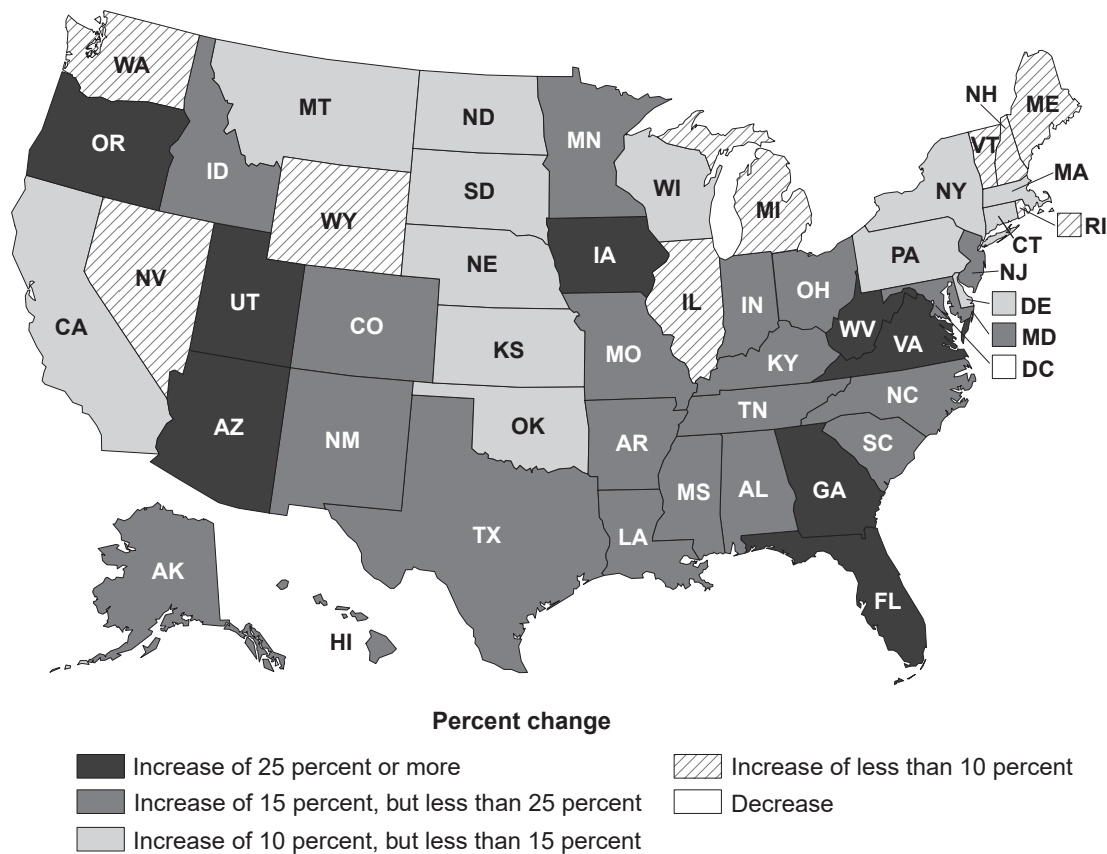 WA
MT
ND
MN
NH
ME
VT
OR
ID
SD
WI
NY
MA
MI
RI
WY
CT
IA
PA
NE
NJ
NV
OH
IN
IL
UT
DE
CA
CO
WV
MD
VA
KS
MO
KY
DC
NC
TN
AZ
OK
NM
AR
SC
MS
AL
GA
TX
LA
AK
FL
HI
Percent change
Increase of 25 percent or more
Increase of 15 percent, but less than 25 percent
Increase of 10 percent, but less than 15 percent
Increase of less than 10 percent
Decrease